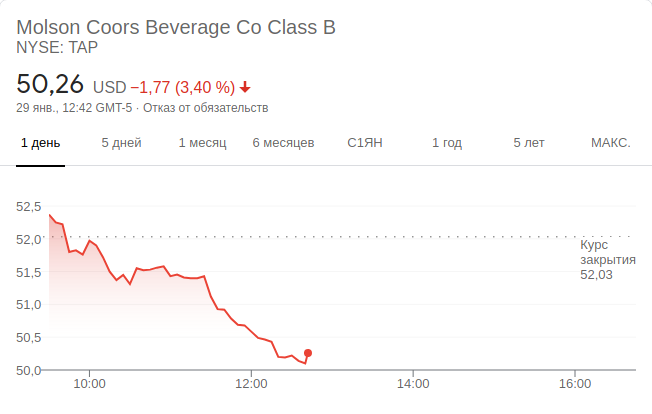 Molson Coors Beverage Co Class B
NYSE: TAP
50,26 USD −1,77 (3,40 %)
29 янв., 12:42 GMT-5 · Отказ от обязательств
1 день 5 дней 1 месяц 6 месяцев С1ЯН 1 год 5 лет МАКС.
52,5
52,0
Курс
закрытия
52,03
51,5
51,0
50,5
50,0
10:00 12:00 14:00 16:00